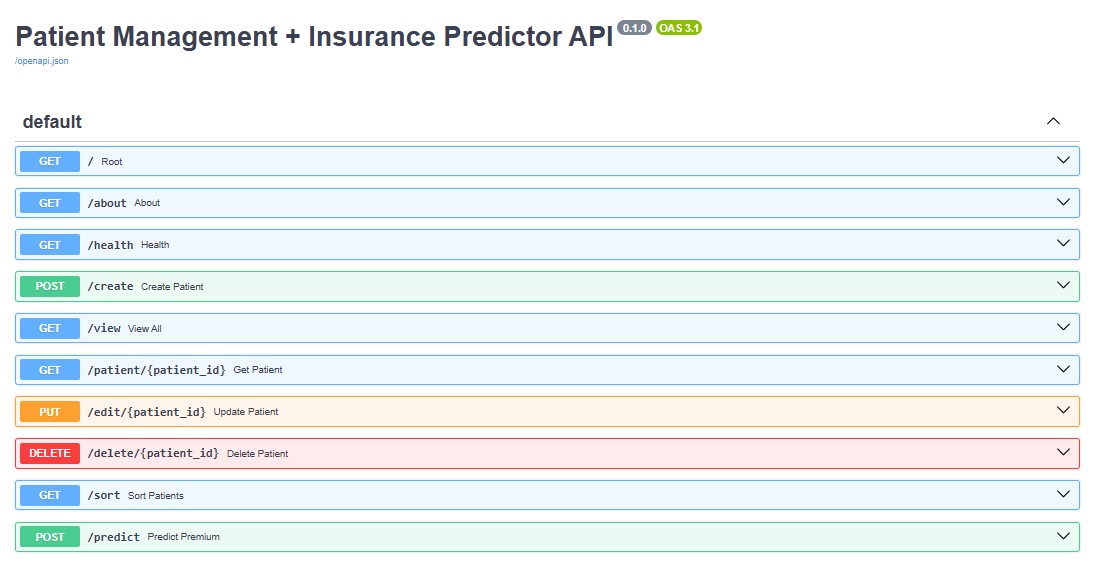 Patient Management + Insurance Predictor API 0.1.0 OAS 3.1
/openapi.json
default
GET / Root
GET /about About
GET /health Health
POST /create Create Patient
GET /view View All
GET /patient/{patient_id} Get Patient
PUT /edit/{patient_id} Update Patient
DELETE /delete/{patient_id} Delete Patient
GET /sort Sort Patients
POST /predict Predict Premium